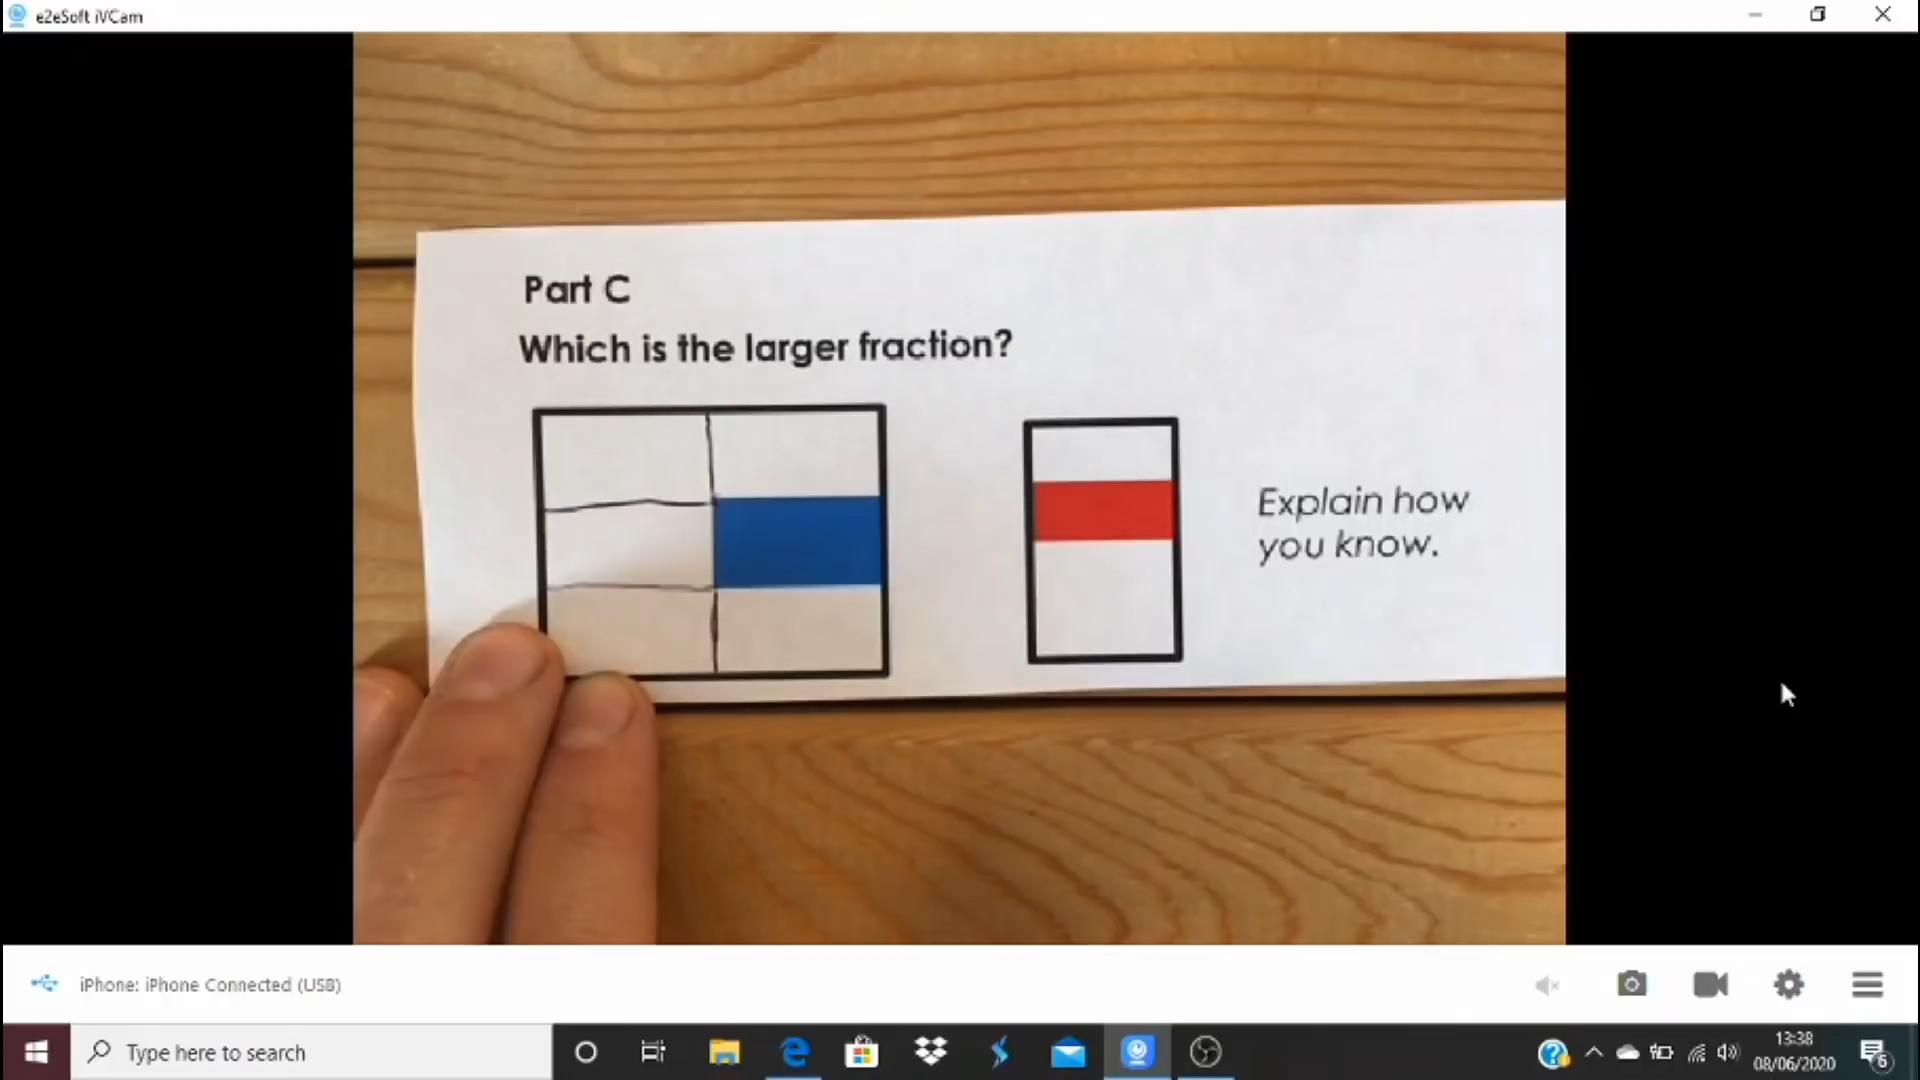 e2eSoft iVCam
Part C
Which is the larger fraction?
Explain how
you know.
iPhone: iPhone Connected (USB)
Type here to search
13:38
08/06/2020
6